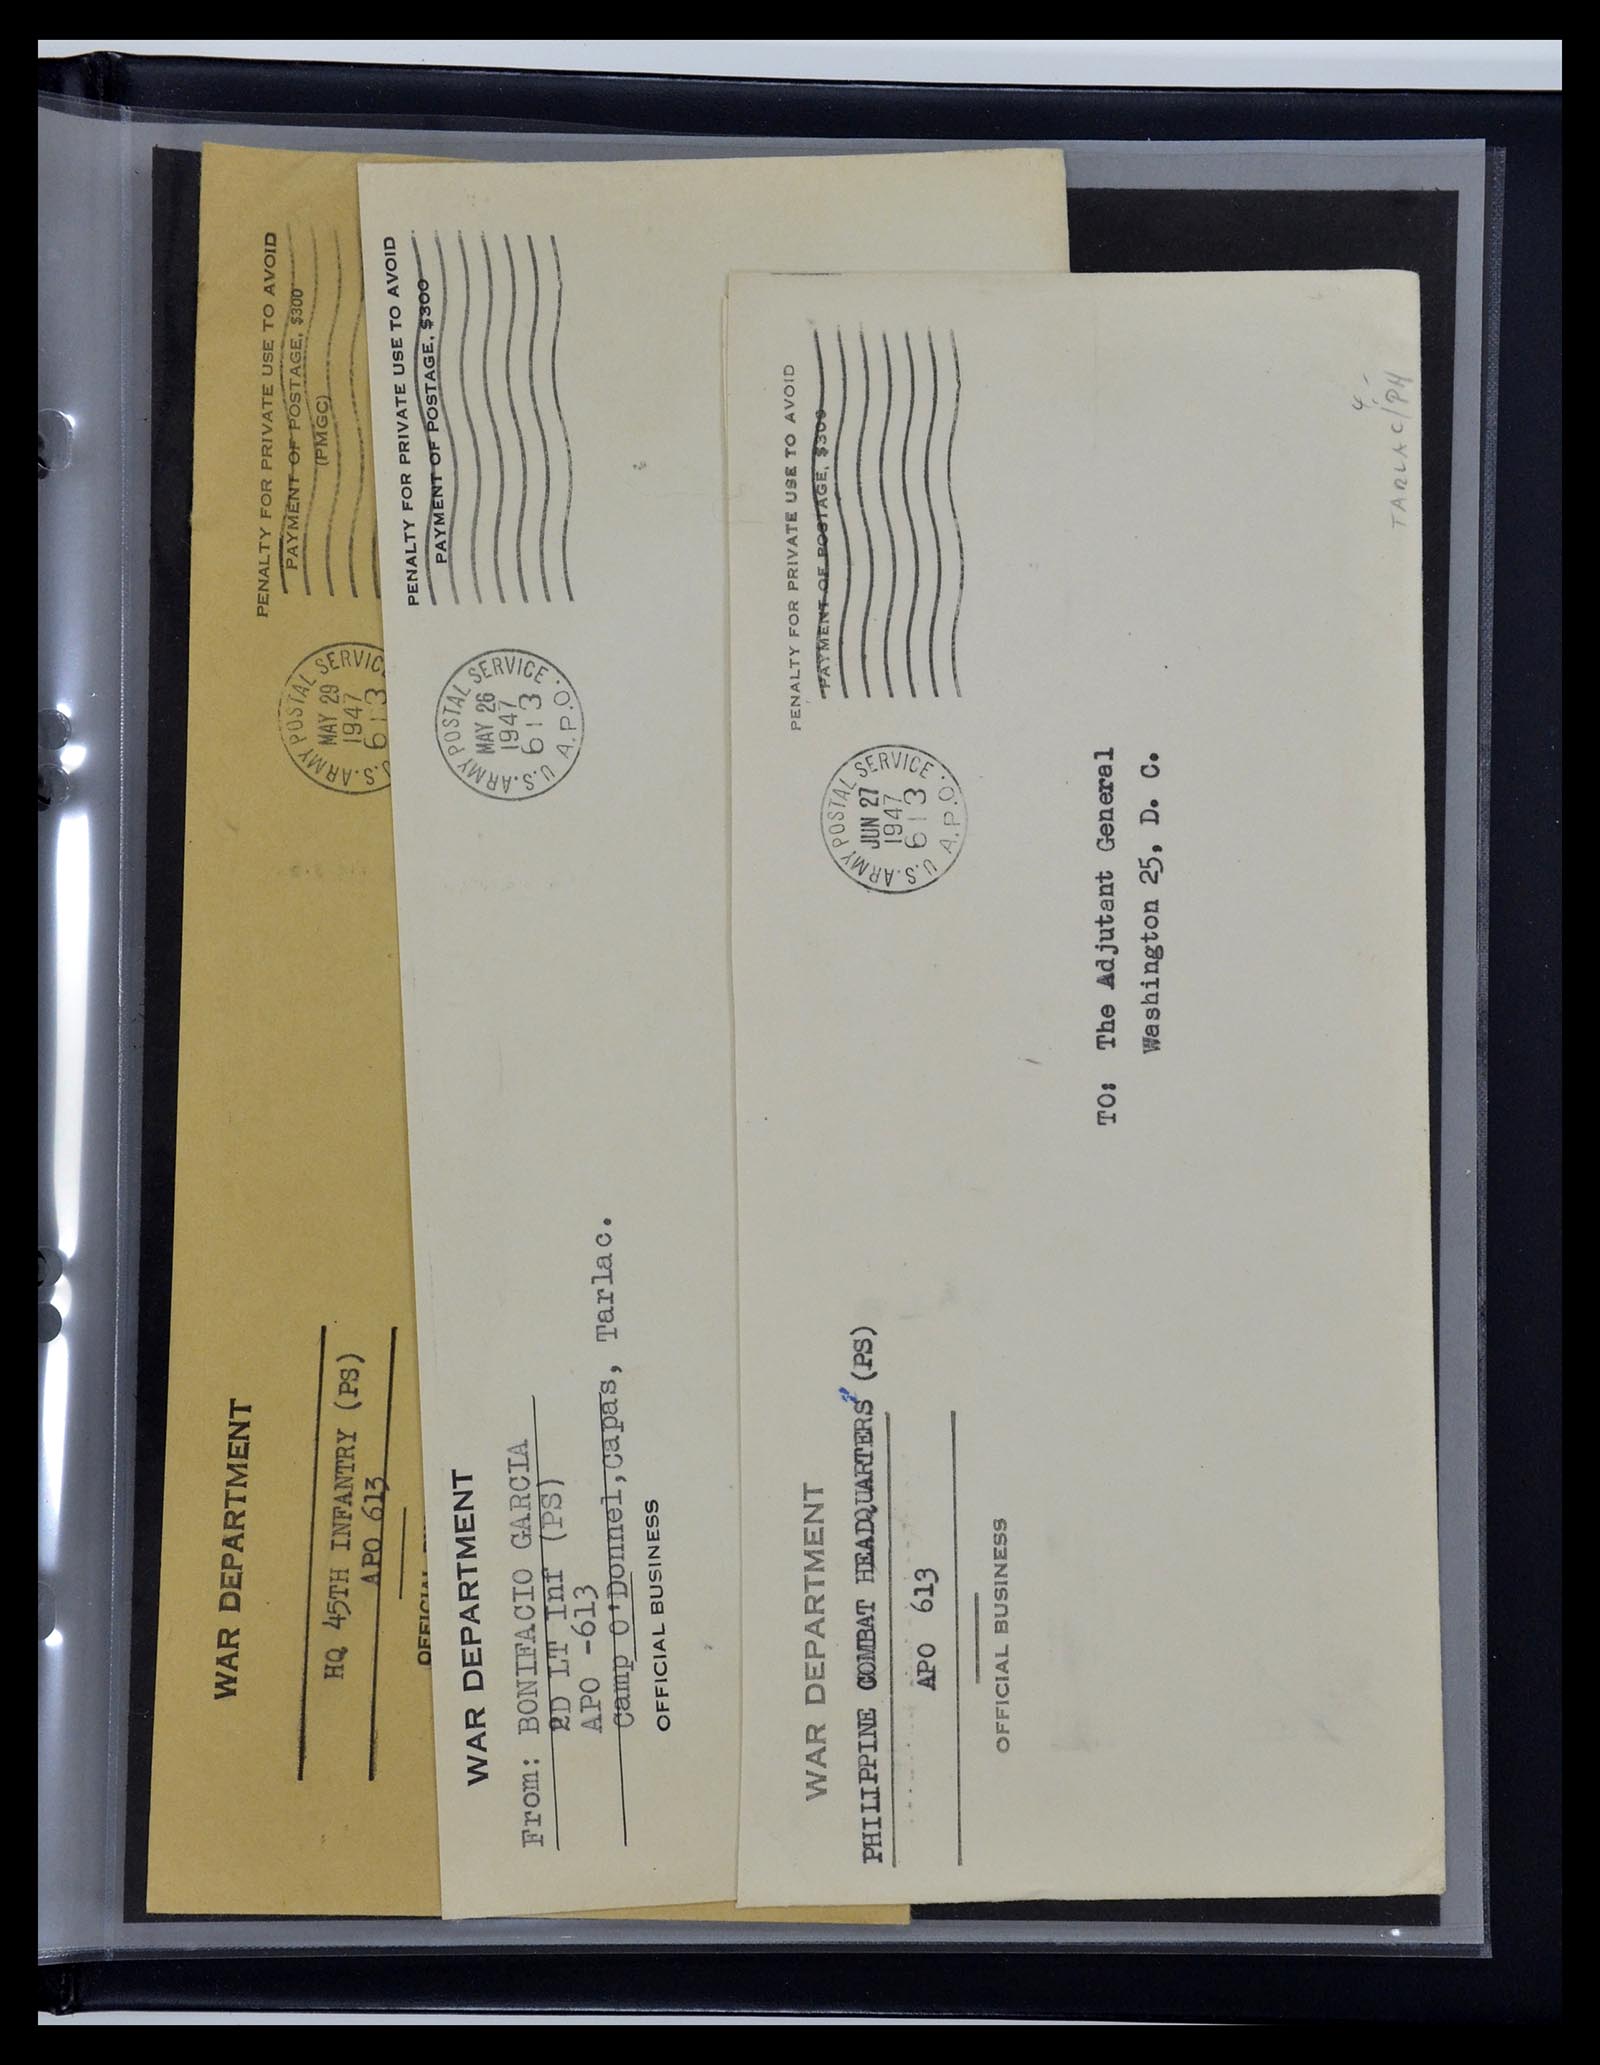 WAR DEPARTMENT
HQ 45TH INFANTRY (PS)
APO 613
PENALTY FOR PRIVATE USE TO AVOID
PAYMENT OF POSTAGE, $300
(PMGC)
U.S. ARMY POSTAL SERVICE
MAY 29
1947
613
WAR DEPARTMENT
From: BONIFACIO GARCIA
2D LT Inf (PS)
APO -613
Camp O'Donnel,Capas, Tarlac.
OFFICIAL BUSINESS
PENALTY FOR PRIVATE USE TO AVOID
PAYMENT OF POSTAGE, $300
U.S. ARMY POSTAL SERVICE
MAY 26
1947
613
A.P.O.
WAR DEPARTMENT
PHILIPPINE COMBAT HEADQUARTERS (PS)
APO 613
OFFICIAL BUSINESS
PENALTY FOR PRIVATE USE TO AVOID
PAYMENT OF POSTAGE, $300
U.S. ARMY POSTAL SERVICE
JUN 27
1947
613
A.P.O.
TO: The Adjutant General
Washington 25, D. C.
4-
TARLAC/PH